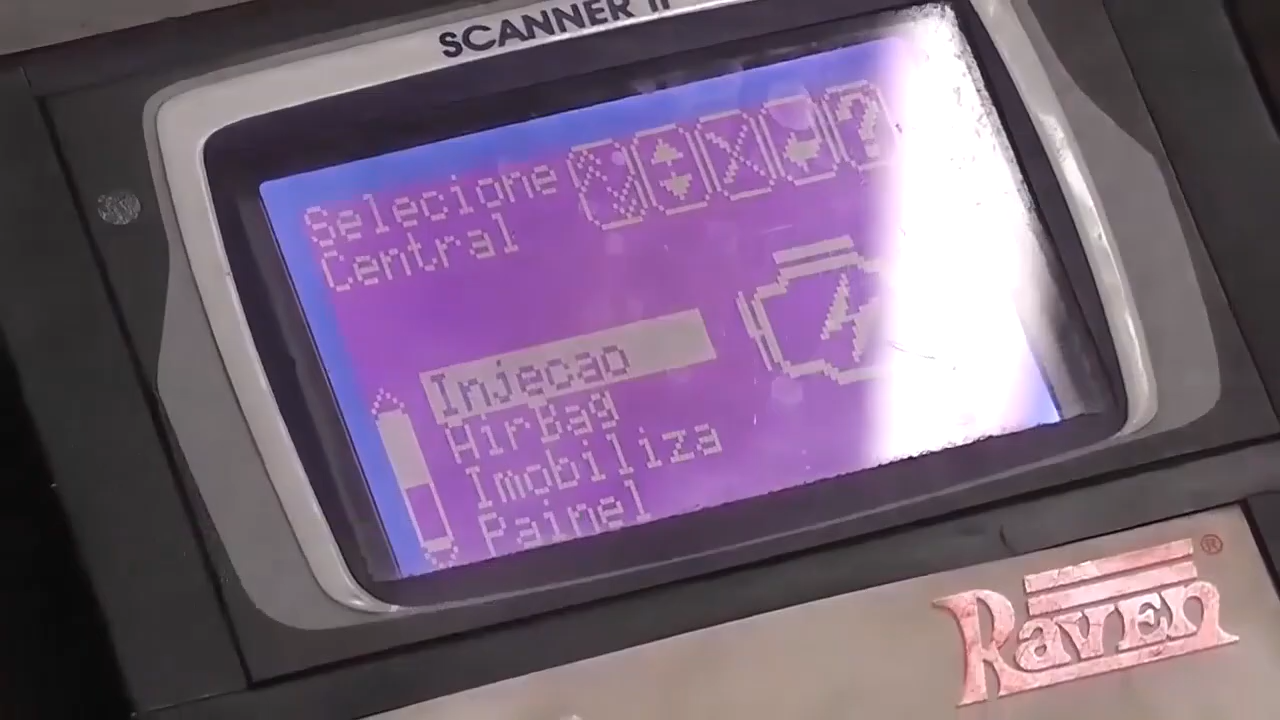 SCANNER II
Selecione
Central
?
Injecao
AirBag
Imobiliza
Painel
RavEn®